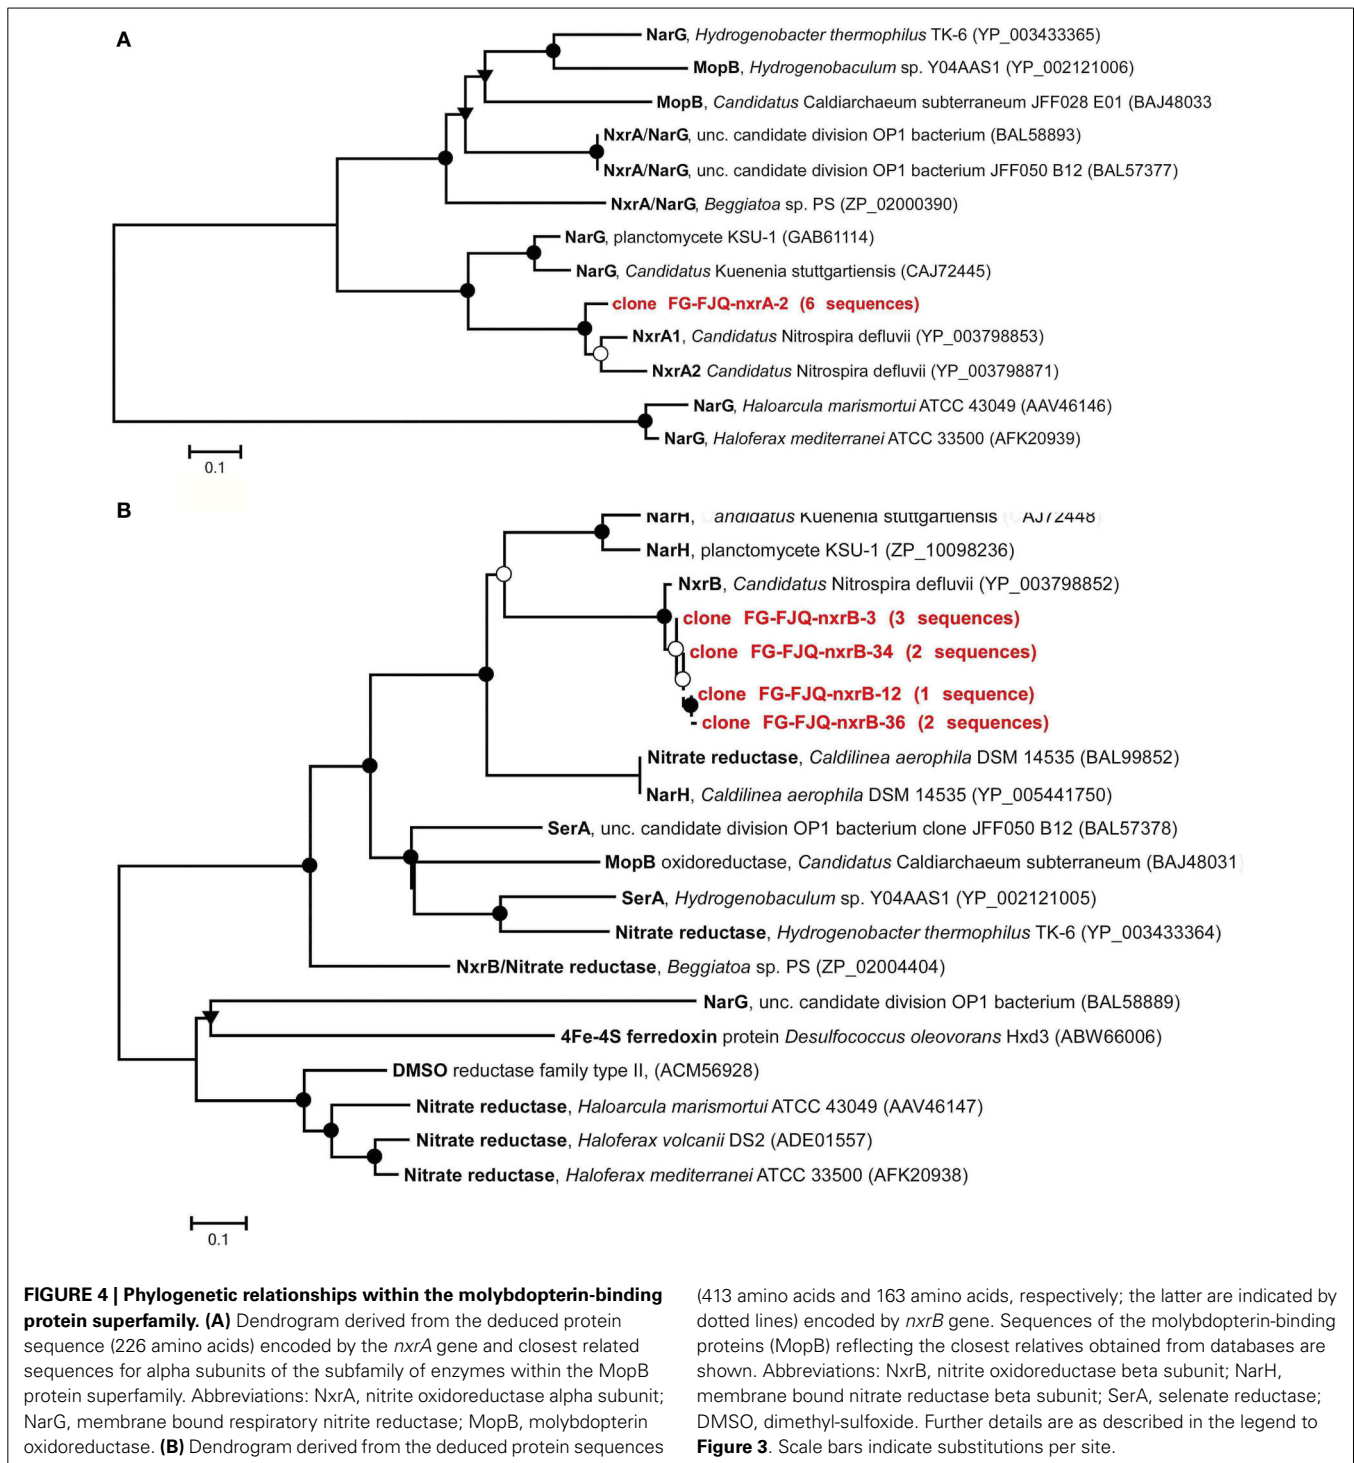 A
NarG, Hydrogenobacter thermophilus TK-6 (YP_003433365)
MopB, Hydrogenobaculum sp. Y04AAS1 (YP_002121006)
MopB, Candidatus Caldiarchaeum subterraneum JFF028 E01 (BAJ48033
NxrA/NarG, unc. candidate division OP1 bacterium (BAL58893)
NxrA/NarG, unc. candidate division OP1 bacterium JFF050 B12 (BAL57377)
NxrA/NarG, Beggiatoa sp. PS (ZP_02000390)
NarG, planctomycete KSU-1 (GAB61114)
NarG, Candidatus Kuenenia stuttgartiensis (CAJ72445)
clone FG-FJQ-nxrA-2 (6 sequences)
NxrA1, Candidatus Nitrospira defluvii (YP_003798853)
NxrA2 Candidatus Nitrospira defluvii (YP_003798871)
NarG, Haloarcula marismortui ATCC 43049 (AAV46146)
NarG, Haloferax mediterranei ATCC 33500 (AFK20939)
0.1
B
NarH, Candidatus Kuenenia stuttgartiensis (CAJ72448)
NarH, planctomycete KSU-1 (ZP_10098236)
NxrB, Candidatus Nitrospira defluvii (YP_003798852)
clone FG-FJQ-nxrB-3 (3 sequences)
clone FG-FJQ-nxrB-34 (2 sequences)
clone FG-FJQ-nxrB-12 (1 sequence)
clone FG-FJQ-nxrB-36 (2 sequences)
Nitrate reductase, Caldilinea aerophila DSM 14535 (BAL99852)
NarH, Caldilinea aerophila DSM 14535 (YP_005441750)
SerA, unc. candidate division OP1 bacterium clone JFF050 B12 (BAL57378)
MopB oxidoreductase, Candidatus Caldiarchaeum subterraneum (BAJ48031)
SerA, Hydrogenobaculum sp. Y04AAS1 (YP_002121005)
Nitrate reductase, Hydrogenobacter thermophilus TK-6 (YP_003433364)
NxrB/Nitrate reductase, Beggiatoa sp. PS (ZP_02004404)
NarG, unc. candidate division OP1 bacterium (BAL58889)
4Fe-4S ferredoxin protein Desulfococcus oleovorans Hxd3 (ABW66006)
DMSO reductase family type II, (ACM56928)
Nitrate reductase, Haloarcula marismortui ATCC 43049 (AAV46147)
Nitrate reductase, Haloferax volcanii DS2 (ADE01557)
Nitrate reductase, Haloferax mediterranei ATCC 33500 (AFK20938)
0.1
FIGURE 4 | Phylogenetic relationships within the molybdopterin-binding
protein superfamily. (A) Dendrogram derived from the deduced protein
sequence (226 amino acids) encoded by the nxrA gene and closest related
sequences for alpha subunits of the subfamily of enzymes within the MopB
protein superfamily. Abbreviations: NxrA, nitrite oxidoreductase alpha subunit;
NarG, membrane bound respiratory nitrite reductase; MopB, molybdopterin
oxidoreductase. (B) Dendrogram derived from the deduced protein sequences
(413 amino acids and 163 amino acids, respectively; the latter are indicated by
dotted lines) encoded by nxrB gene. Sequences of the molybdopterin-binding
proteins (MopB) reflecting the closest relatives obtained from databases are
shown. Abbreviations: NxrB, nitrite oxidoreductase beta subunit; NarH,
membrane bound nitrate reductase beta subunit; SerA, selenate reductase;
DMSO, dimethyl-sulfoxide. Further details are as described in the legend to
Figure 3. Scale bars indicate substitutions per site.